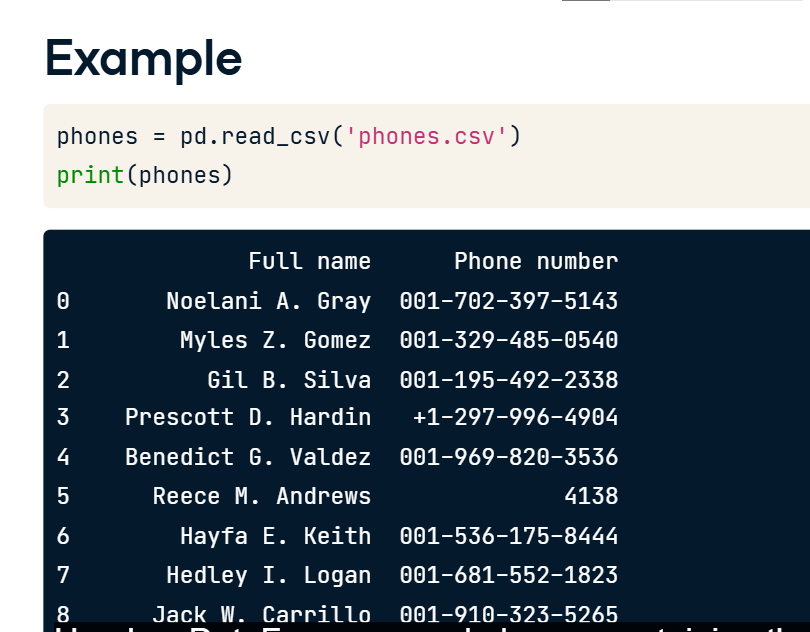 Example
phones = pd.read_csv('phones.csv')
print(phones)
Full name Phone number
0 Noelani A. Gray 001-702-397-5143
1 Myles Z. Gomez 001-329-485-0540
2 Gil B. Silva 001-195-492-2338
3 Prescott D. Hardin +1-297-996-4904
4 Benedict G. Valdez 001-969-820-3536
5 Reece M. Andrews 4138
6 Hayfa E. Keith 001-536-175-8444
7 Hedley I. Logan 001-681-552-1823
8 Jack W. Carrillo 001-910-323-5265